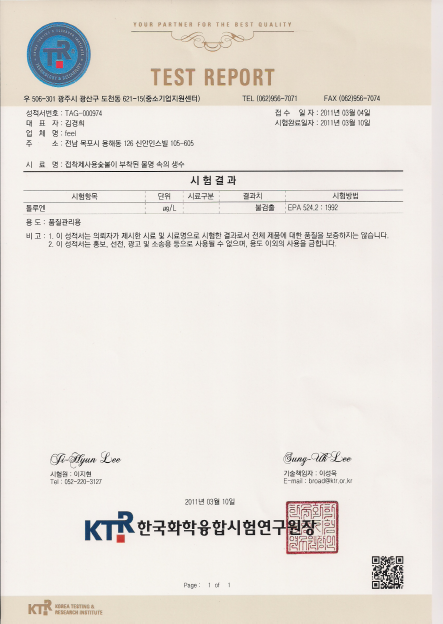 YOUR PARTNER FOR THE BEST QUALITY
KTR
TEST REPORT
우 506-301 광주시 광산구 도천동 621-15(중소기업지원센터) TEL (062)956-7071 FAX (062)956-7074
성적서번호 : TAG-000974 접 수 일 자 : 2011년 03월 04일
대 표 자 : 김경희 시험완료일자 : 2011년 03월 10일
업 체 명 : feel
주 소 : 전남 목포시 용해동 126 신안인스빌 105-605
시 료 명 : 접착제사용숯불이 부착된 물병 속의 생수
시 험 결 과
시험항목 단위 시료구분 결과치 시험방법
톨루엔 ㎍/L 불검출 EPA 524.2 : 1992
용 도 : 품질관리용
비 고 : 1. 이 성적서는 의뢰자가 제시한 시료 및 시료명으로 시험한 결과로서 전체 제품에 대한 품질을 보증하지는 않습니다.
2. 이 성적서는 홍보, 선전, 광고 및 소송용 등으로 사용될 수 없으며, 용도 이외의 사용을 금합니다.
Ji-Hyun Lee Sung-Uk Lee
시험원 : 이지현 기술책임자 : 이성욱
Tel : 052-220-3127 E-mail : broad@ktr.or.kr
2011년 03월 10일
KTR 한국화학융합시험연구원장
Page : 1 of 1
KTR KOREA TESTING &
RESEARCH INSTITUTE